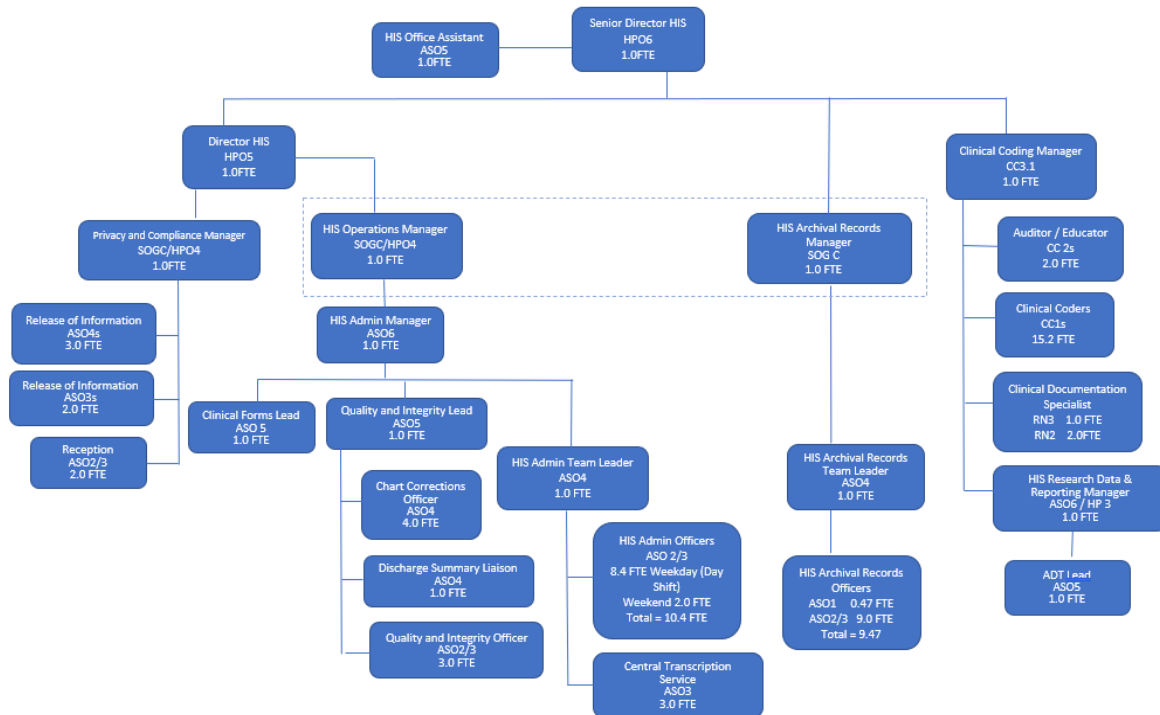 Senior Director HIS
HPO6
1.0FTE
HIS Office Assistant
ASO5
1.0FTE
Director HIS
HPO5
1.0FTE
Clinical Coding Manager
CC3.1
1.0 FTE
Privacy and Compliance Manager
SOGC/HPO4
1.0FTE
HIS Operations Manager
SOGC/HPO4
1.0 FTE
HIS Archival Records
Manager
SOG C
1.0 FTE
Auditor / Educator
CC 2s
2.0 FTE
Release of Information
ASO4s
3.0 FTE
HIS Admin Manager
ASO6
1.0 FTE
Clinical Coders
CC1s
15.2 FTE
Release of Information
ASO3s
2.0 FTE
Clinical Forms Lead
ASO 5
1.0 FTE
Quality and Integrity Lead
ASO5
1.0 FTE
Clinical Documentation
Specialist
RN3 1.0 FTE
RN2 2.0FTE
Reception
ASO2/3
2.0 FTE
HIS Admin Team Leader
ASO4
1.0 FTE
HIS Archival Records
Team Leader
ASO4
1.0 FTE
Chart Corrections
Officer
ASO4
4.0 FTE
HIS Research Data &
Reporting Manager
ASO6 / HP 3
1.0 FTE
HIS Admin Officers
ASO 2/3
8.4 FTE Weekday (Day
Shift)
Weekend 2.0 FTE
Total = 10.4 FTE
Discharge Summary Liaison
ASO4
1.0 FTE
HIS Archival Records
Officers
ASO1 0.47 FTE
ASO2/3 9.0 FTE
Total = 9.47
ADT Lead
ASO5
1.0 FTE
Quality and Integrity Officer
ASO2/3
3.0 FTE
Central Transcription
Service
ASO3
3.0 FTE